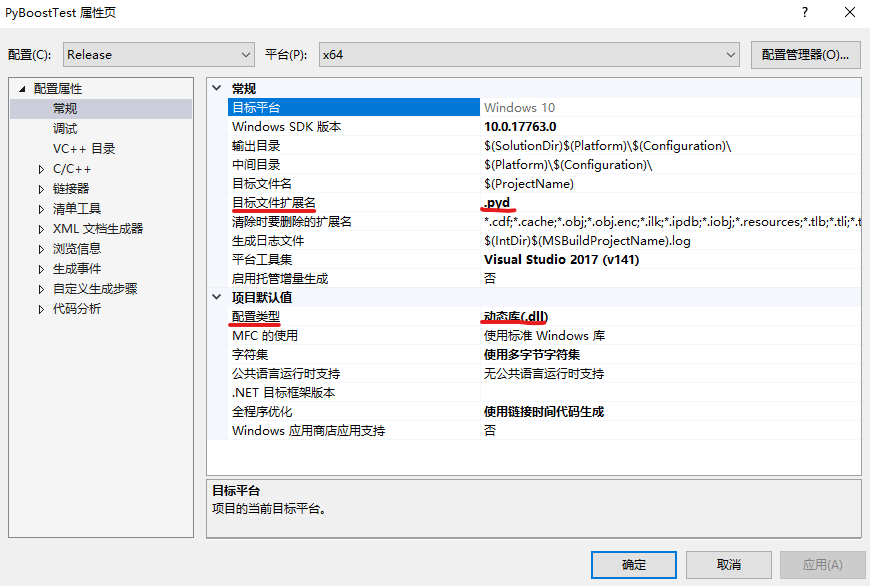 PyBoostTest 属性页
配置(C): Release 平台(P): x64 配置管理器(O)...
配置属性
常规
调试
VC++ 目录
C/C++
链接器
清单工具
XML 文档生成器
浏览信息
生成事件
自定义生成步骤
代码分析
常规
目标平台 Windows 10
Windows SDK 版本 10.0.17763.0
输出目录 $(SolutionDir)$(Platform)\$(Configuration)\
中间目录 $(Platform)\$(Configuration)\
目标文件名 $(ProjectName)
目标文件扩展名 .pyd
清除时要删除的扩展名 *.cdf;*.cache;*.obj;*.obj.enc;*.ilk;*.ipdb;*.iobj;*.resources;*.tlb;*.tli;*.t
生成日志文件 $(IntDir)$(MSBuildProjectName).log
平台工具集 Visual Studio 2017 (v141)
启用托管增量生成 否
项目默认值
配置类型 动态库(.dll)
MFC 的使用 使用标准 Windows 库
字符集 使用多字节字符集
公共语言运行时支持 无公共语言运行时支持
.NET 目标框架版本
全程序优化 使用链接时间代码生成
Windows 应用商店应用支持 否
目标平台
项目的当前目标平台。
确定 取消 应用(A)